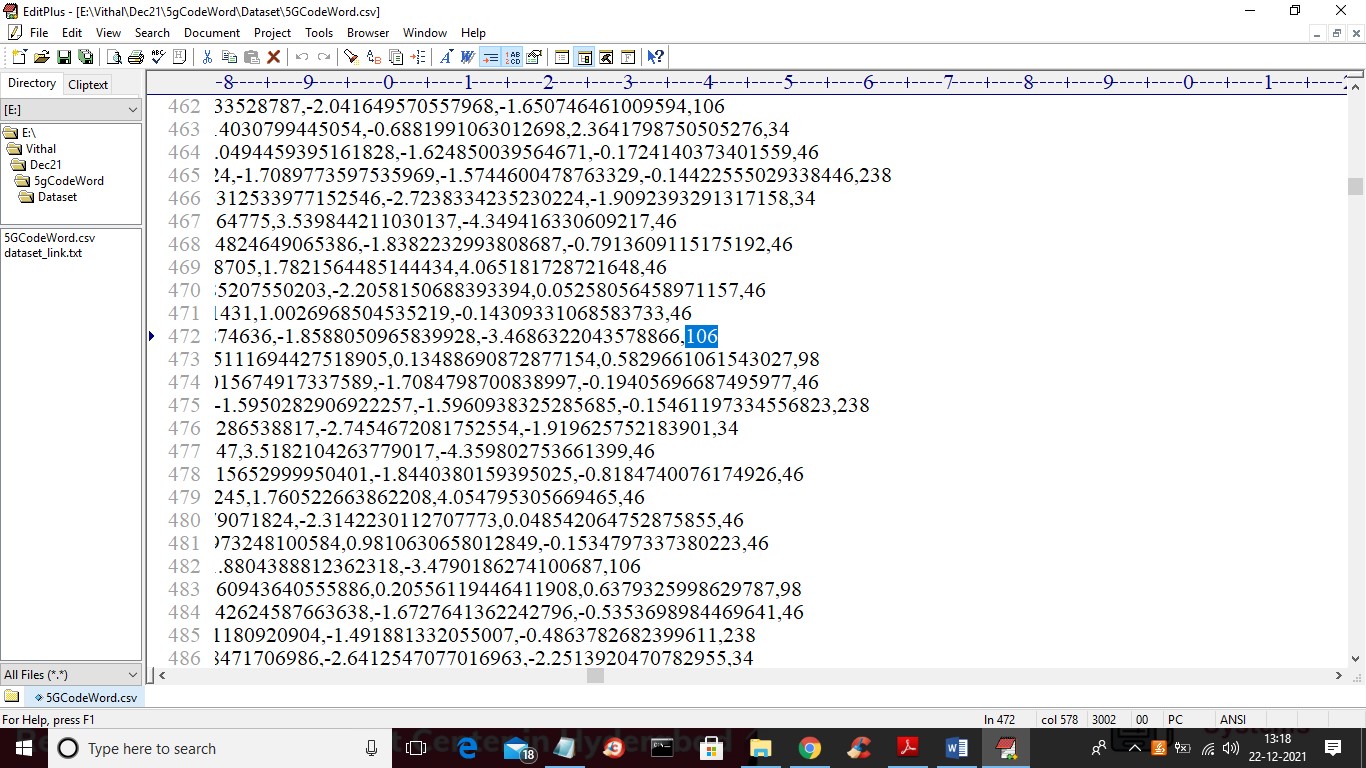 EditPlus - [E:\Vithal\Dec21\5gCodeWord\Dataset\5GCodeWord.csv]
File Edit View Search Document Project Tools Browser Window Help
Directory Cliptext
[E:]
E:\
Vithal
Dec21
5gCodeWord
Dataset
5GCodeWord.csv
dataset_link.txt
-8----+----9----+----0----+----1----+----2----+----3----+----4----+----5----+----6----+----7----+----8----+----9----+----0----+----1----+----2
462 33528787,-2.041649570557968,-1.650746461009594,106
463 .4030799445054,-0.6881991063012698,2.3641798750505276,34
464 .0494459395161828,-1.624850039564671,-0.1724140373401559,46
465 24,-1.7089773597535969,-1.5744600478763329,-0.14422555029338446,238
466 312533977152546,-2.7238334235230224,-1.9092393291317158,34
467 64775,3.539844211030137,-4.349416330609217,46
468 4824649065386,-1.8382232993808687,-0.7913609115175192,46
469 8705,1.7821564485144434,4.065181728721648,46
470 35207550203,-2.2058150688393394,0.05258056458971157,46
471 1431,1.0026968504535219,-0.14309331068583733,46
472 874636,-1.8588050965839928,-3.4686322043578866,106
473 5111694427518905,0.13488690872877154,0.5829661061543027,98
474 015674917337589,-1.7084798700838997,-0.19405696687495977,46
475 -1.5950282906922257,-1.5960938325285685,-0.15461197334556823,238
476 286538817,-2.7454672081752554,-1.919625752183901,34
477 47,3.5182104263779017,-4.359802753661399,46
478 15652999950401,-1.8440380159395025,-0.8184740076174926,46
479 245,1.760522663862208,4.054795305669465,46
480 79071824,-2.3142230112707773,0.048542064752875855,46
481 973248100584,0.9810630658012849,-0.1534797337380223,46
482 .8804388812362318,-3.4790186274100687,106
483 60943640555886,0.20556119446411908,0.6379325998629787,98
484 42624587663638,-1.6727641362242796,-0.5353698984469641,46
485 1180920904,-1.491881332055007,-0.4863782682399611,238
486 8471706986,-2.6412547077016963,-2.2513920470782955,34
All Files (*.*)
5GCodeWord.csv
For Help, press F1 ln 472 col 578 3002 00 PC ANSI
Type here to search
18
13:18
22-12-2021